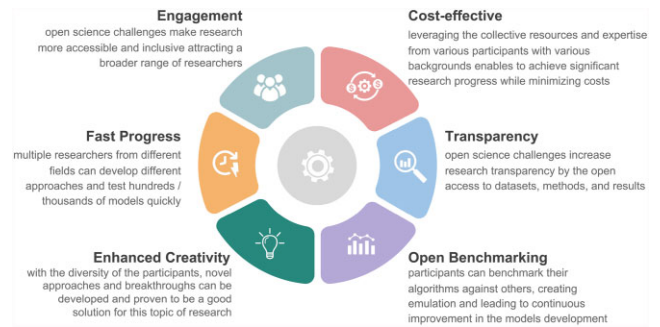 Engagement
open science challenges make research
more accessible and inclusive attracting a
broader range of researchers
Cost-effective
leveraging the collective resources and expertise
from various participants with various
backgrounds enables to achieve significant
research progress while minimizing costs
Fast Progress
multiple researchers from different
fields can develop different
approaches and test hundreds /
thousands of models quickly
Transparency
open science challenges increase
research transparency by the open
access to datasets, methods, and results
Enhanced Creativity
with the diversity of the participants, novel
approaches and breakthroughs can be
developed and proven to be a good
solution for this topic of research
Open Benchmarking
participants can benchmark their
algorithms against others, creating
emulation and leading to continuous
improvement in the models development